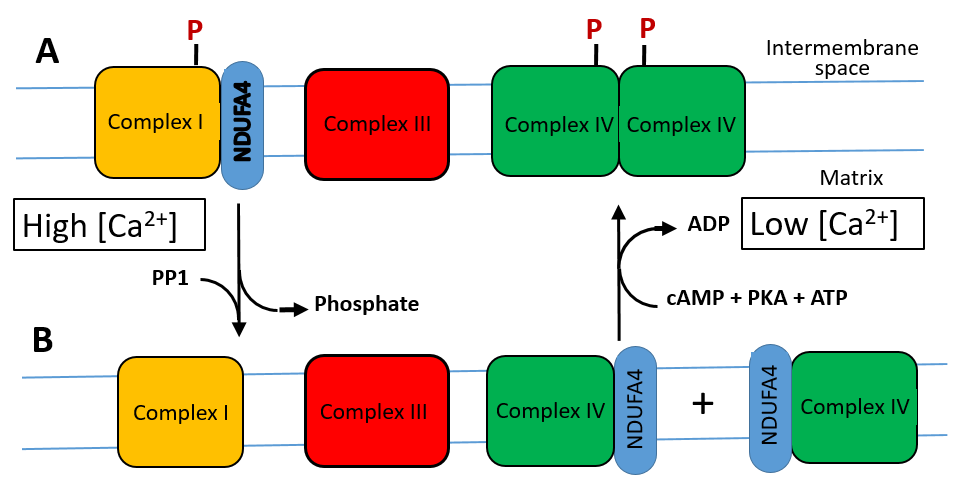 A
P
P
P
Intermembrane
space
Complex I
NDUFA4
Complex III
Complex IV
Complex IV
Matrix
High [Ca²⁺]
Low [Ca²⁺]
ADP
PP1
Phosphate
cAMP + PKA + ATP
B
Complex I
Complex III
Complex IV
NDUFA4
+
NDUFA4
Complex IV